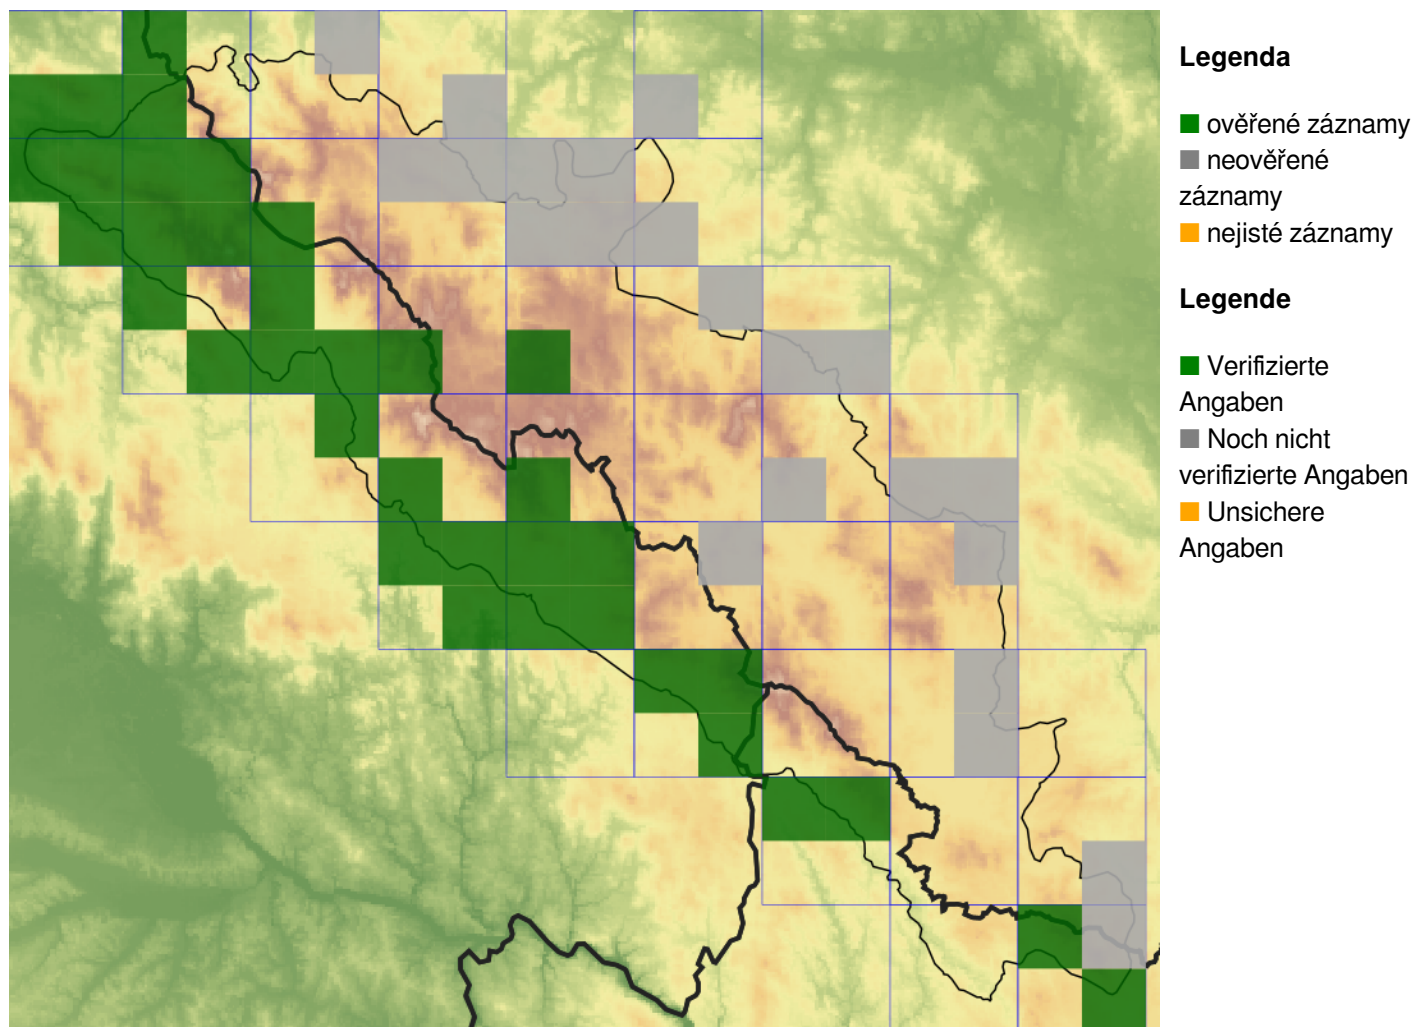 Legenda
ověřené záznamy
neověřené
záznamy
nejisté záznamy
Legende
Verifizierte
Angaben
Noch nicht
verifizierte Angaben
Unsichere
Angaben